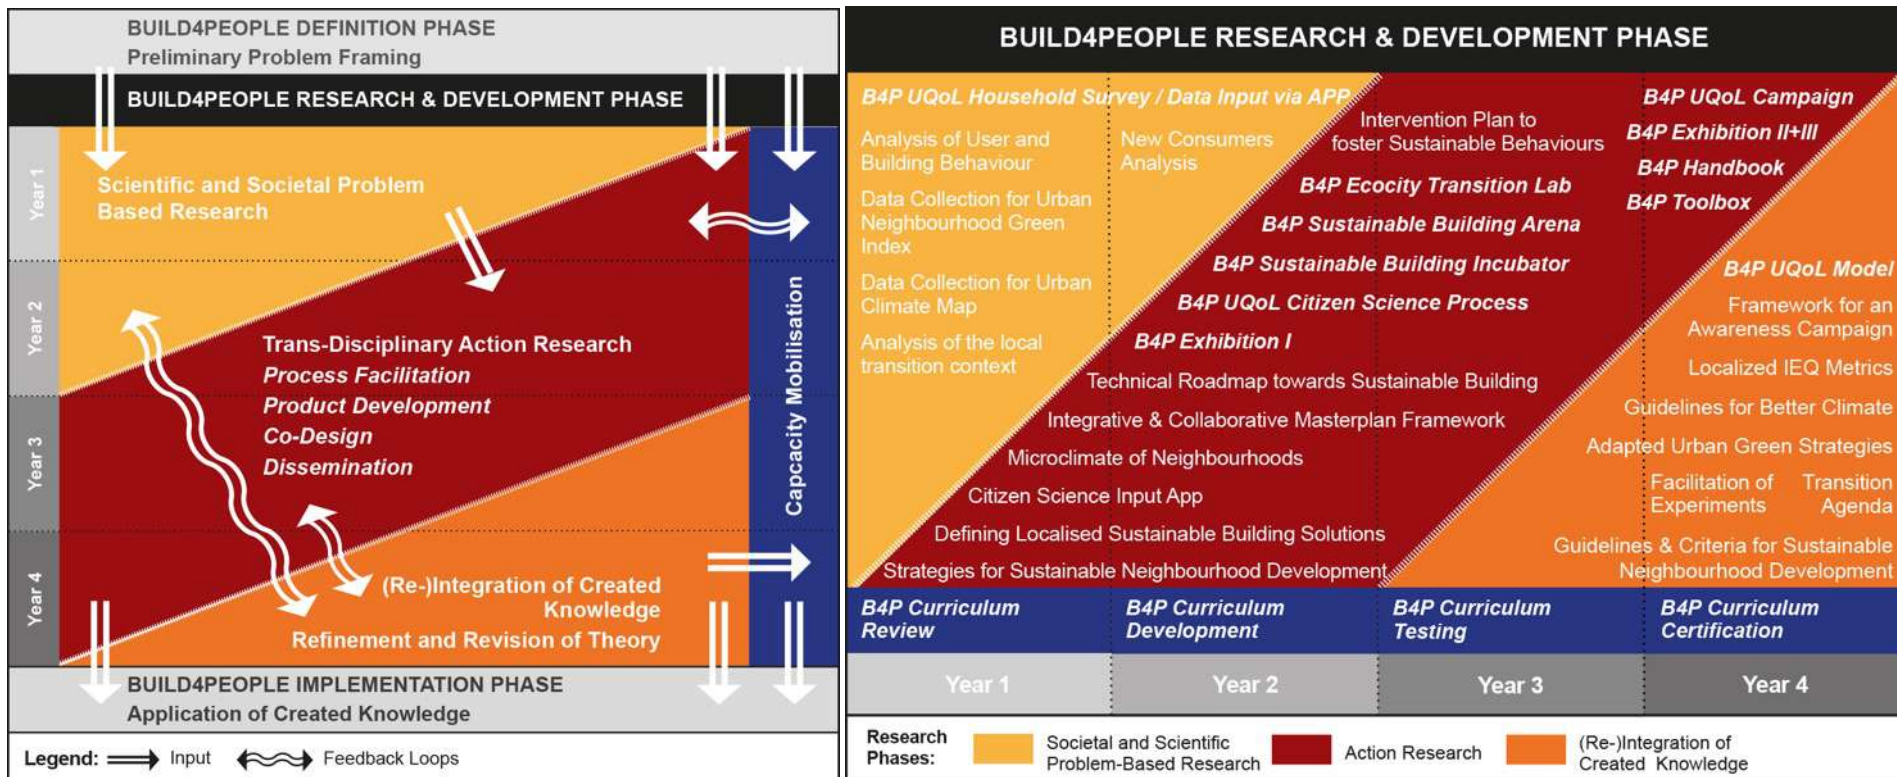 BUILD4PEOPLE DEFINITION PHASE
Preliminary Problem Framing
BUILD4PEOPLE RESEARCH & DEVELOPMENT PHASE
Year 1
Year 2
Year 3
Year 4
Scientific and Societal Problem
Based Research
Trans-Disciplinary Action Research
Process Facilitation
Product Development
Co-Design
Dissemination
(Re-)Integration of Created
Knowledge
Refinement and Revision of Theory
Capcacity Mobilisation
BUILD4PEOPLE IMPLEMENTATION PHASE
Application of Created Knowledge
Legend:
Input
Feedback Loops
BUILD4PEOPLE RESEARCH & DEVELOPMENT PHASE
B4P UQoL Household Survey / Data Input via APP
Analysis of User and
Building Behaviour
Data Collection for Urban
Neighbourhood Green
Index
Data Collection for Urban
Climate Map
Analysis of the local
transition context
New Consumers
Analysis
Intervention Plan to
foster Sustainable Behaviours
B4P Ecocity Transition Lab
B4P Sustainable Building Arena
B4P Sustainable Building Incubator
B4P UQoL Citizen Science Process
B4P Exhibition I
Technical Roadmap towards Sustainable Building
Integrative & Collaborative Masterplan Framework
Microclimate of Neighbourhoods
Citizen Science Input App
Defining Localised Sustainable Building Solutions
Strategies for Sustainable Neighbourhood Development
B4P UQoL Campaign
B4P Exhibition II+III
B4P Handbook
B4P Toolbox
B4P UQoL Model
Framework for an
Awareness Campaign
Localized IEQ Metrics
Guidelines for Better Climate
Adapted Urban Green Strategies
Facilitation of
Experiments
Transition
Agenda
Guidelines & Criteria for Sustainable
Neighbourhood Development
B4P Curriculum
Review
B4P Curriculum
Development
B4P Curriculum
Testing
B4P Curriculum
Certification
Year 1
Year 2
Year 3
Year 4
Research
Phases:
Societal and Scientific
Problem-Based Research
Action Research
(Re-)Integration of
Created Knowledge